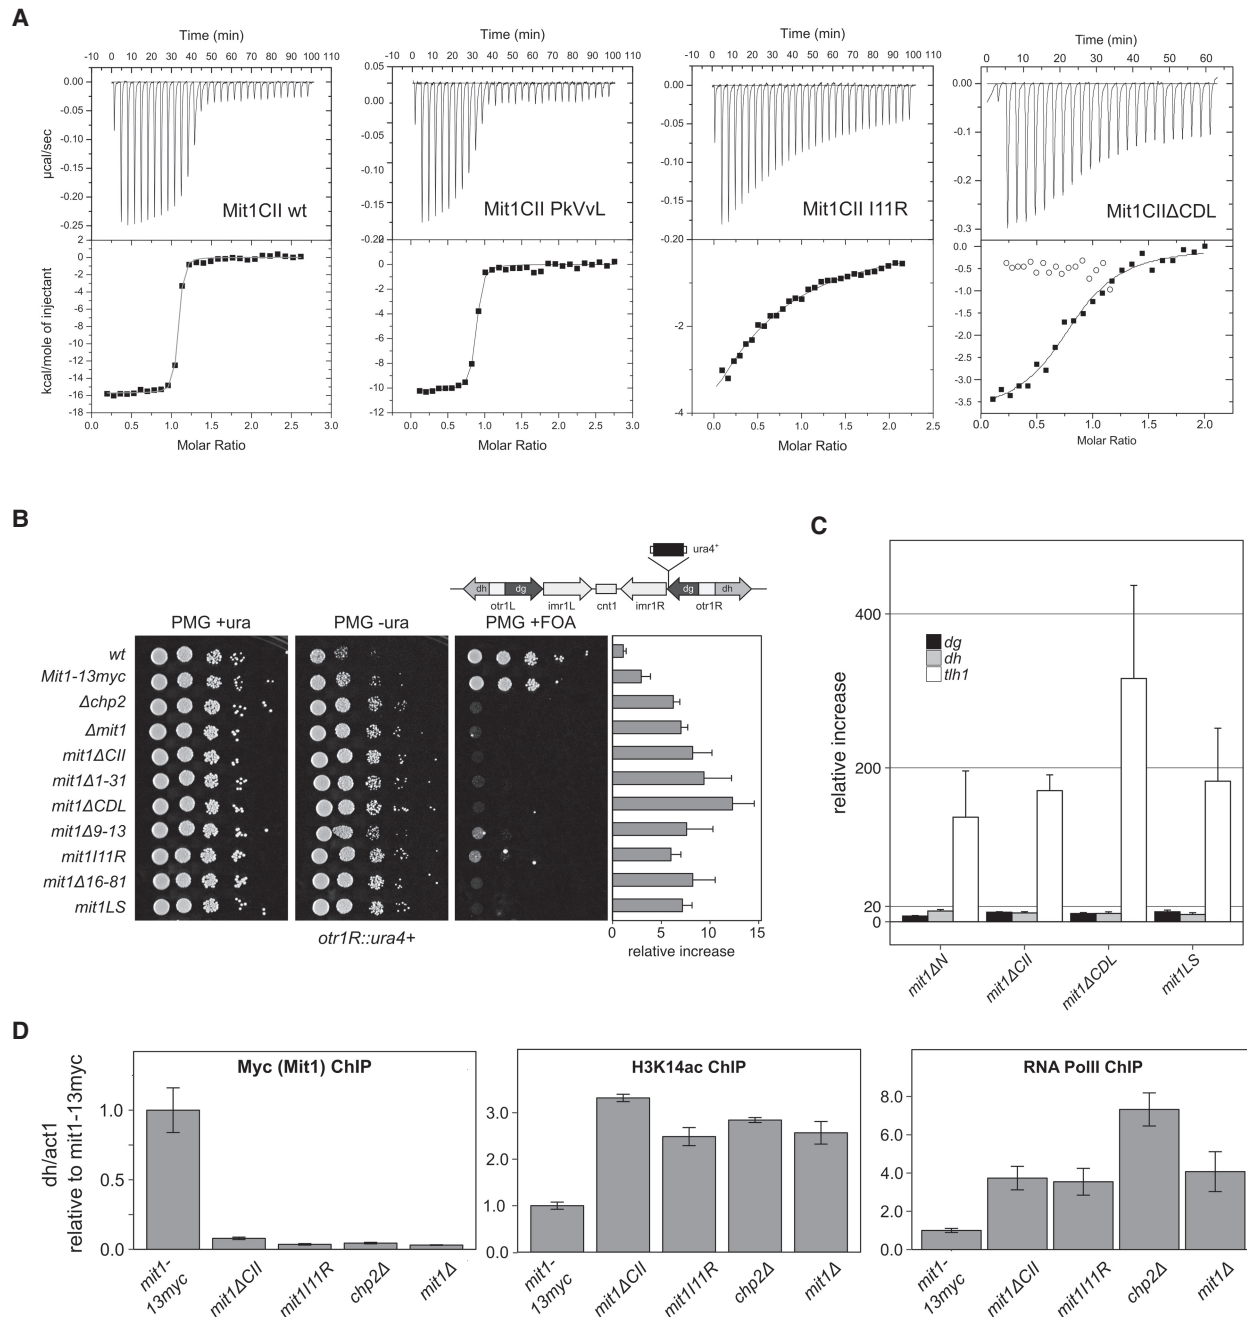 A
Time (min)
-10 0 10 20 30 40 50 60 70 80 90 100 110
0.00
-0.05
-0.10
-0.15
-0.20
-0.25
µcal/sec
Mit1CII wt
2
0
-2
-4
-6
-8
-10
-12
-14
-16
-18
kcal/mole of injectant
0.0 0.5 1.0 1.5 2.0 2.5 3.0
Molar Ratio
Time (min)
-10 0 10 20 30 40 50 60 70 80 90 100 110
0.05
0.00
-0.05
-0.10
-0.15
-0.20
Mit1CII PkVvL
2
0
-2
-4
-6
-8
-10
-12
0.0 0.5 1.0 1.5 2.0 2.5 3.0
Molar Ratio
Time (min)
-10 0 10 20 30 40 50 60 70 80 90 100 110
0.00
-0.05
-0.10
-0.15
-0.20
Mit1CII I11R
-2
-4
0.0 0.5 1.0 1.5 2.0 2.5
Molar Ratio
Time (min)
0 10 20 30 40 50 60
0.00
-0.1
-0.2
-0.3
Mit1CIIΔCDL
0.0
-0.5
-1.0
-1.5
-2.0
-2.5
-3.0
-3.5
0.0 0.5 1.0 1.5 2.0
Molar Ratio
B
ura4+
dh dg dg dh
otr1L imr1L cnt1 imr1R otr1R
PMG +ura PMG -ura PMG +FOA
wt
Mit1-13myc
Δchp2
Δmit1
mit1ΔCII
mit1Δ1-31
mit1ΔCDL
mit1Δ9-13
mit1I11R
mit1Δ16-81
mit1LS
otr1R::ura4+
0 5 10 15
relative increase
C
400
200
20
0
relative increase
dg
dh
tlh1
mit1ΔN mit1ΔCII mit1ΔCDL mit1LS
D
dh/act1
relative to mit1-13myc
Myc (Mit1) ChIP
1.0
0.5
0.0
mit1-
13myc mit1ΔCII mit1I11R chp2Δ mit1Δ
H3K14ac ChIP
3.0
2.0
1.0
0.0
mit1-
13myc mit1ΔCII mit1I11R chp2Δ mit1Δ
RNA PolII ChIP
8.0
6.0
4.0
2.0
0.0
mit1-
13myc mit1ΔCII mit1I11R chp2Δ mit1Δ